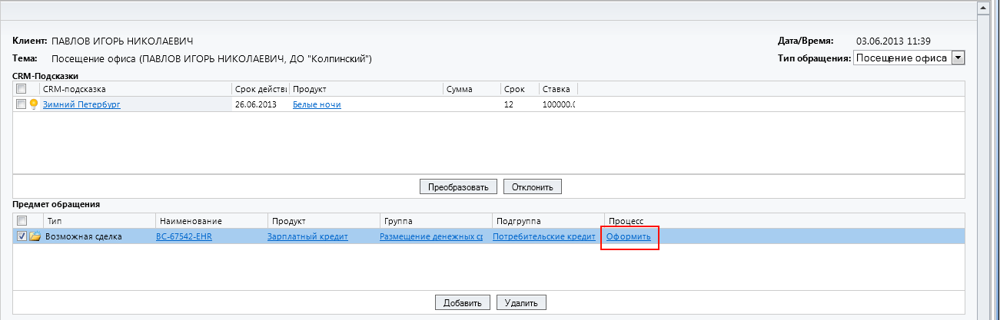 Клиент: ПАВЛОВ ИГОРЬ НИКОЛАЕВИЧ Дата/Время: 03.06.2013 11:39
Тема: Посещение офиса (ПАВЛОВ ИГОРЬ НИКОЛАЕВИЧ, ДО "Колпинский") Тип обращения: Посещение офиса
CRM-Подсказки
CRM-подсказка Срок действі Продукт Сумма Срок Ставка
Зимний Петербург 26.06.2013 Белые ночи 12 100000.0
Преобразовать Отклонить
Предмет обращения
Тип Наименование Продукт Группа Подгруппа Процесс
Возможная сделка ВС-67542-EHR Зарплатный кредит Размещение денежных ср Потребительские кредит Оформить
Добавить Удалить